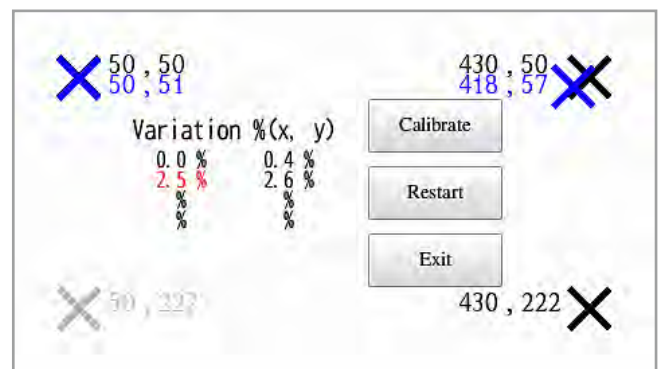 50 , 50
50 , 51
430 , 50
418 , 57
Variation %(x, y)
0.0 % 0.4 %
2.5 % 2.6 %
% %
% %
Calibrate
Restart
Exit
50 , 222
430 , 222